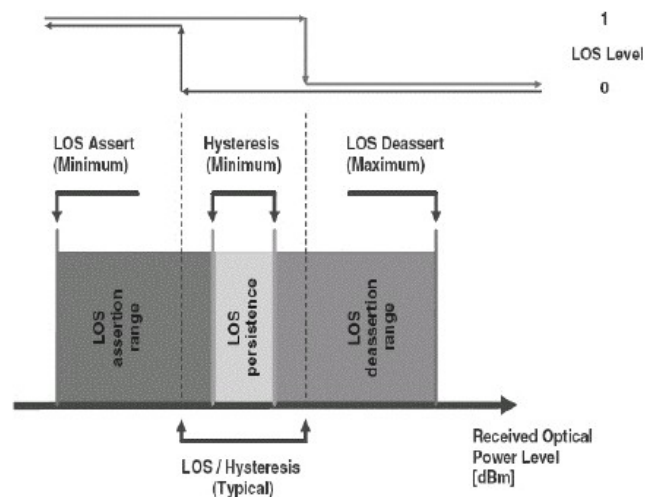 1
LOS Level
0
LOS Assert
(Minimum)
Hysteresis
(Minimum)
LOS Deassert
(Maximum)
LOS
assertion
range
LOS
persistence
LOS
deassertion
range
Received Optical
Power Level
[dBm]
LOS / Hysteresis
(Typical)